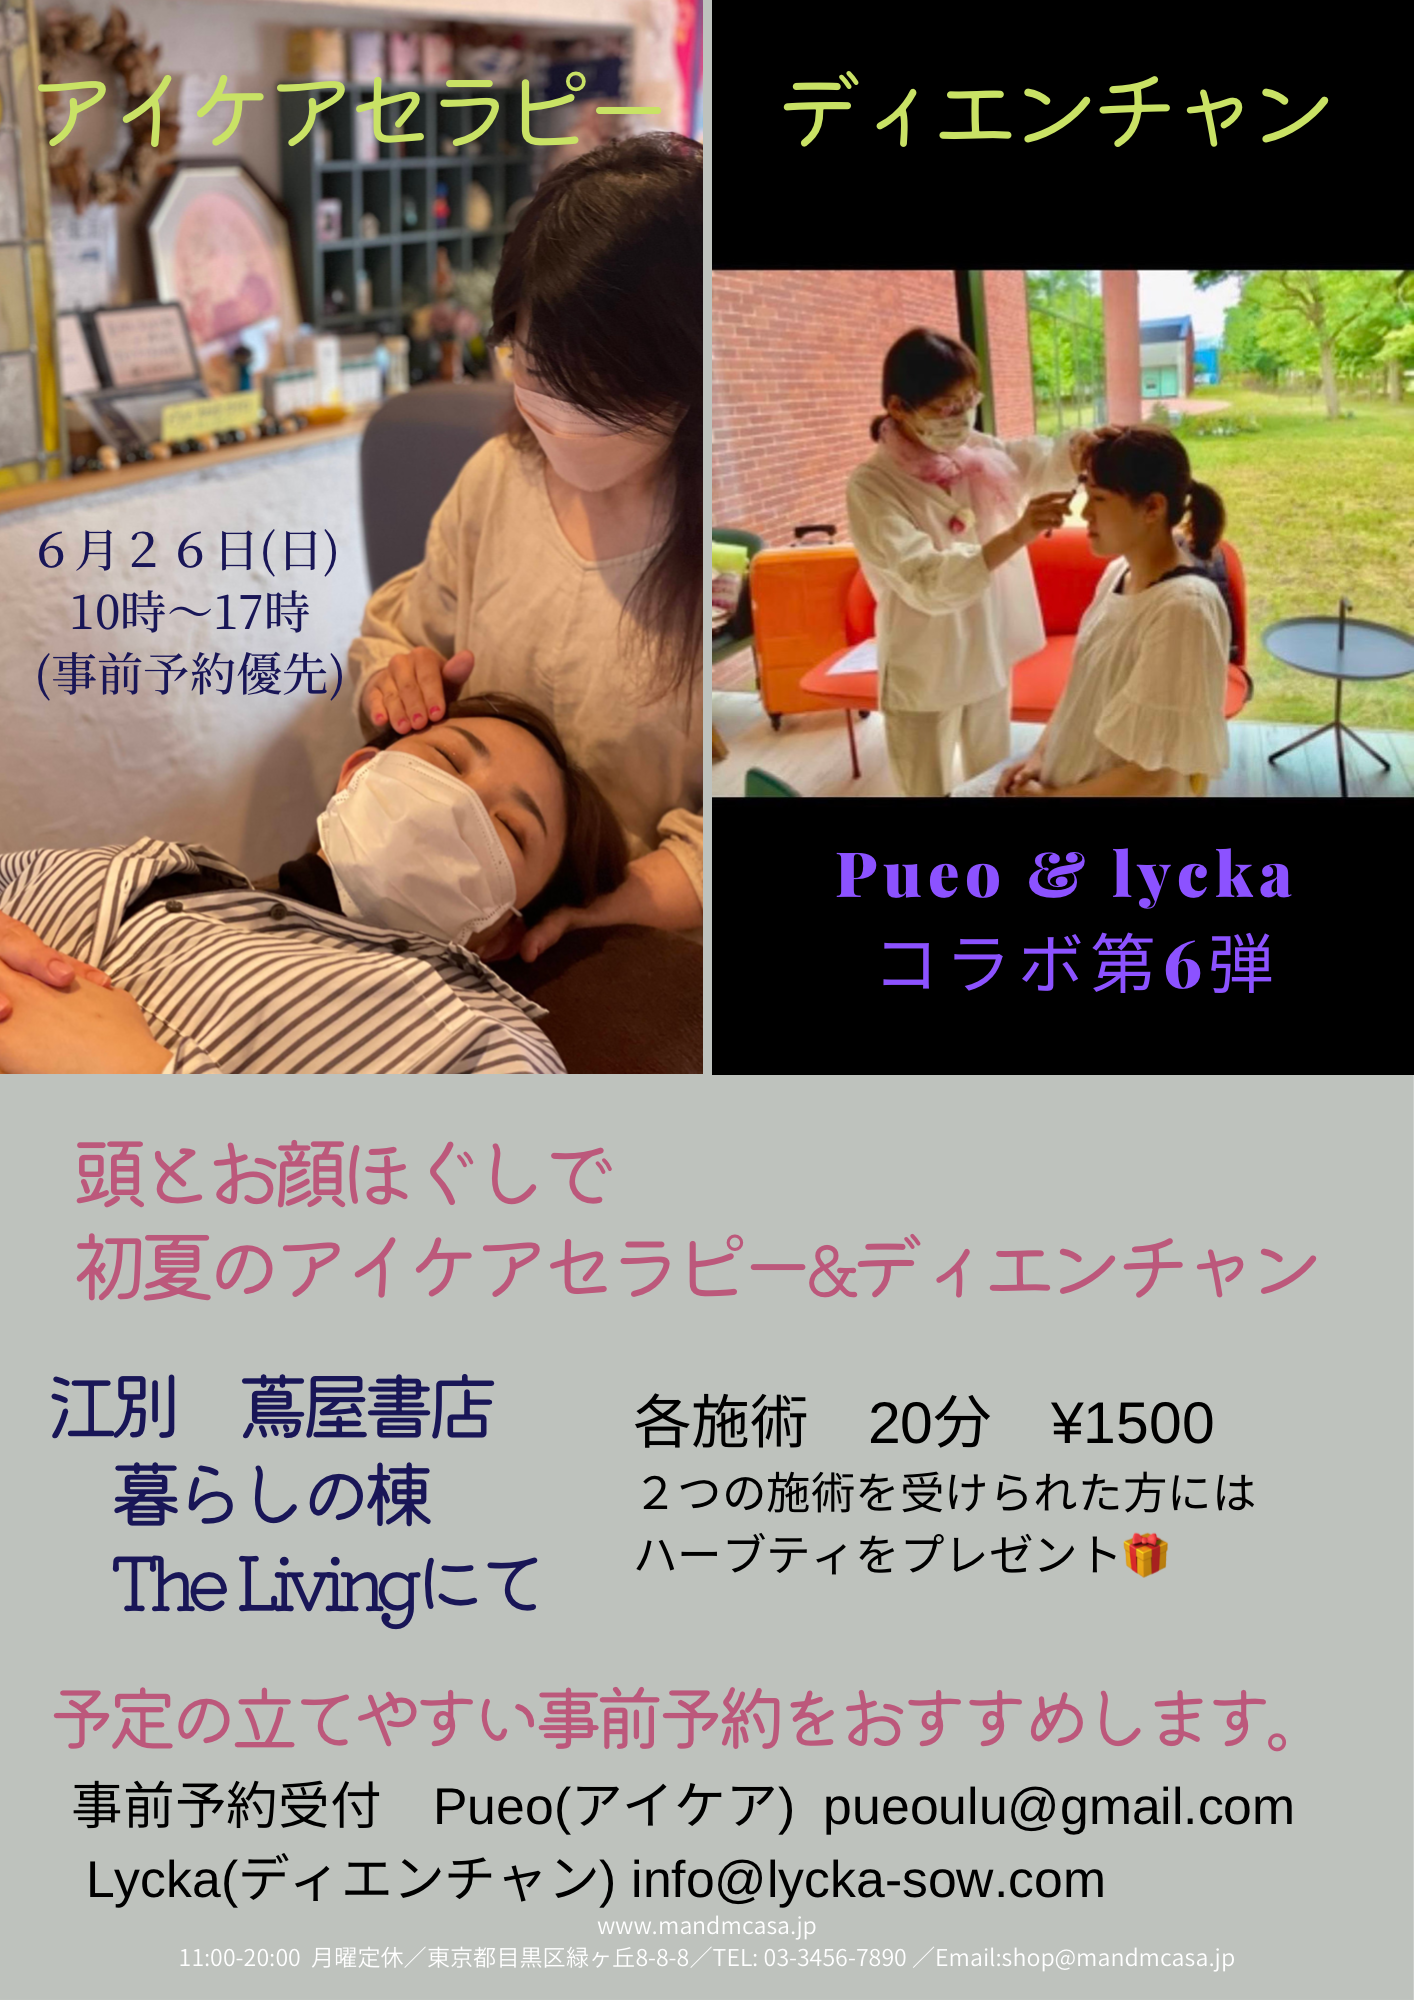 アイケアセラピー
ディエンチャン
６月２６日(日)
10時〜17時
(事前予約優先)
Pueo & lycka
コラボ第6弾
頭とお顔ほぐしで
初夏のアイケアセラピー&ディエンチャン
江別　蔦屋書店
暮らしの棟
The Livingにて
各施術　20分　¥1500
２つの施術を受けられた方には
ハーブティをプレゼント🎁
予定の立てやすい事前予約をおすすめします。
事前予約受付　Pueo(アイケア) pueoulu@gmail.com
Lycka(ディエンチャン) info@lycka-sow.com
www.mandmcasa.jp
11:00-20:00 月曜定休／東京都目黒区緑ヶ丘8-8-8／TEL: 03-3456-7890 ／Email:shop@mandmcasa.jp